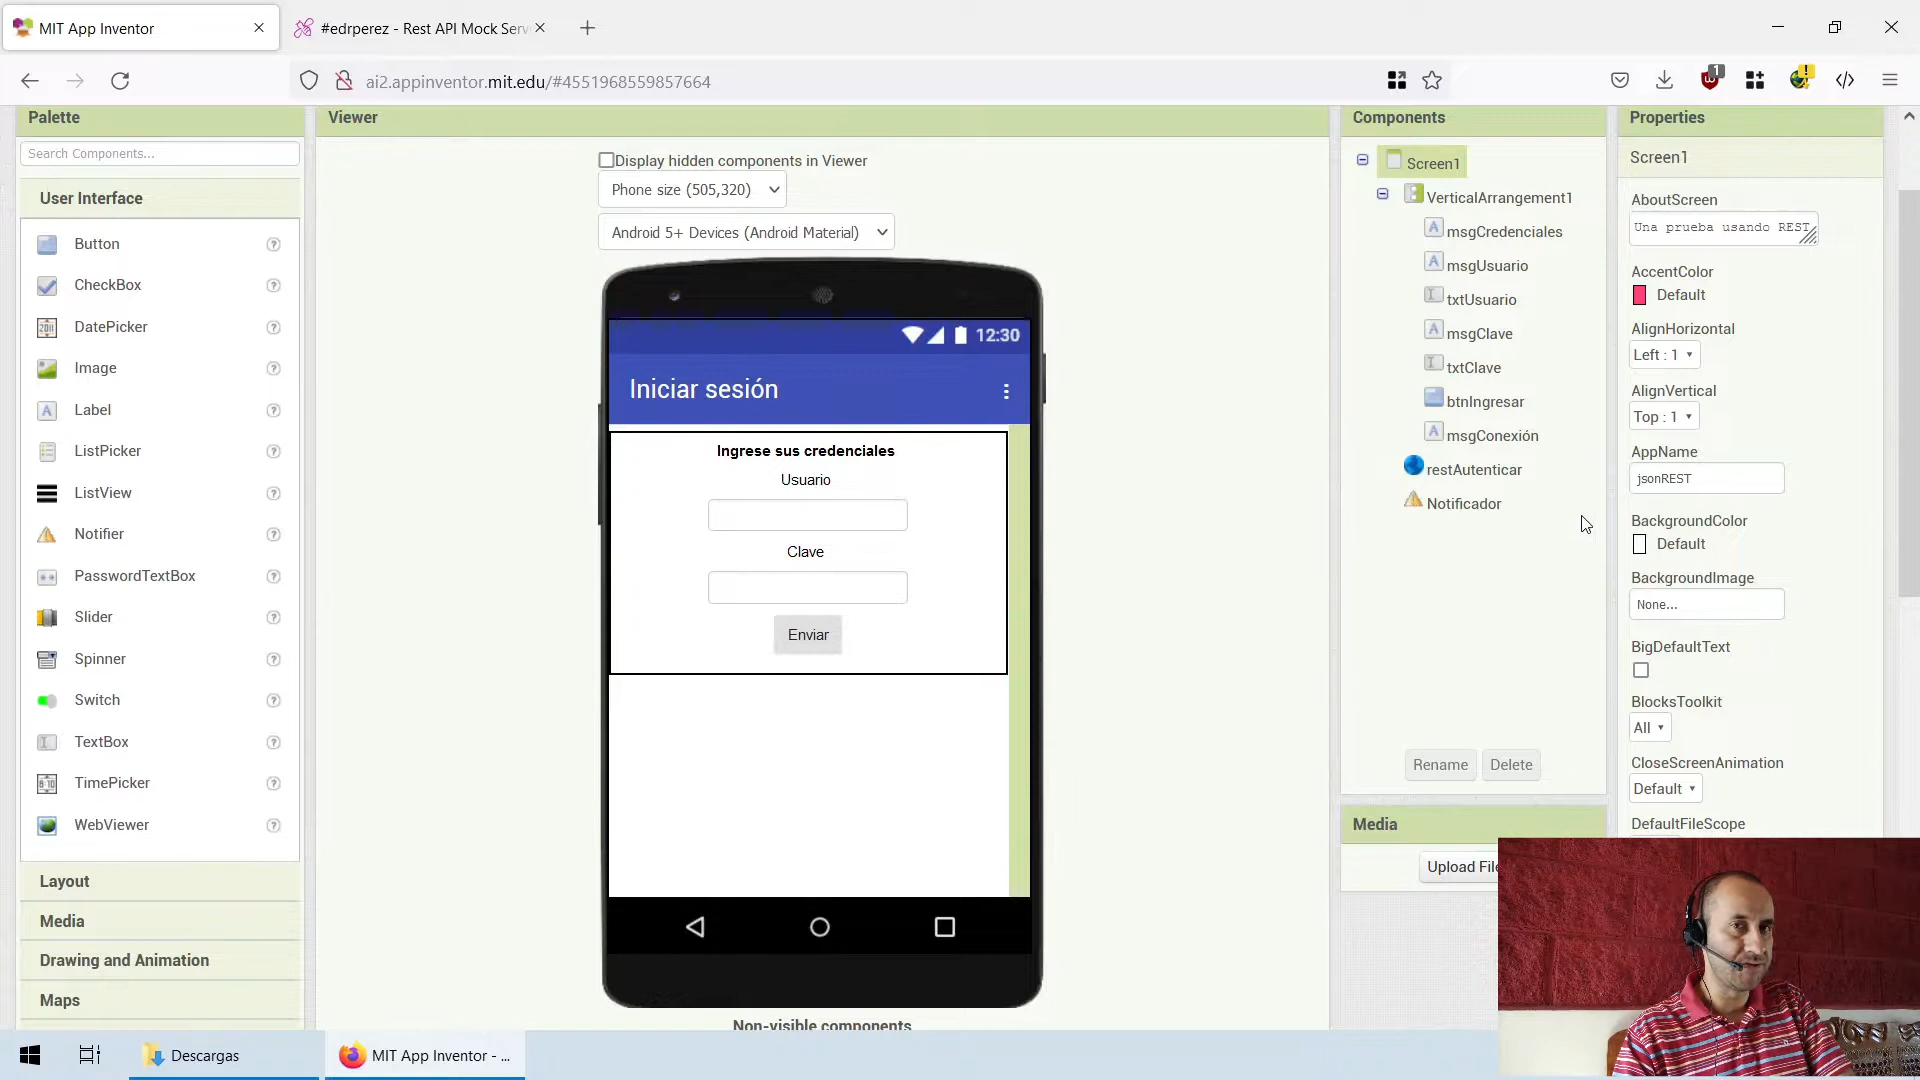 MIT App Inventor
#edrperez - Rest API Mock Serv
ai2.appinventor.mit.edu/#4551968559857664
1
Palette
Viewer
Components
Properties
Search Components...
User Interface
Button
CheckBox
DatePicker
Image
Label
ListPicker
ListView
Notifier
PasswordTextBox
Slider
Spinner
Switch
TextBox
TimePicker
WebViewer
Layout
Media
Drawing and Animation
Maps
Display hidden components in Viewer
Phone size (505,320)
Android 5+ Devices (Android Material)
12:30
Iniciar sesión
Ingrese sus credenciales
Usuario
Clave
Enviar
Non-visible components
Screen1
VerticalArrangement1
msgCredenciales
msgUsuario
txtUsuario
msgClave
txtClave
btnIngresar
msgConexión
restAutenticar
Notificador
Rename
Delete
Media
Upload File
Screen1
AboutScreen
Una prueba usando REST
AccentColor
Default
AlignHorizontal
Left : 1
AlignVertical
Top : 1
AppName
jsonREST
BackgroundColor
Default
BackgroundImage
None...
BigDefaultText
BlocksToolkit
All
CloseScreenAnimation
Default
DefaultFileScope
Descargas
MIT App Inventor - ...